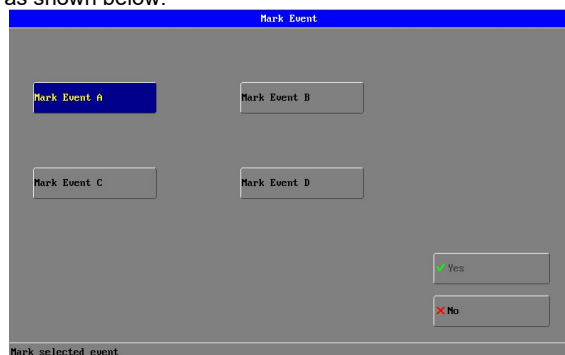 as shown below:
Mark Event
Mark Event A
Mark Event B
Mark Event C
Mark Event D
Yes
No
Mark selected event